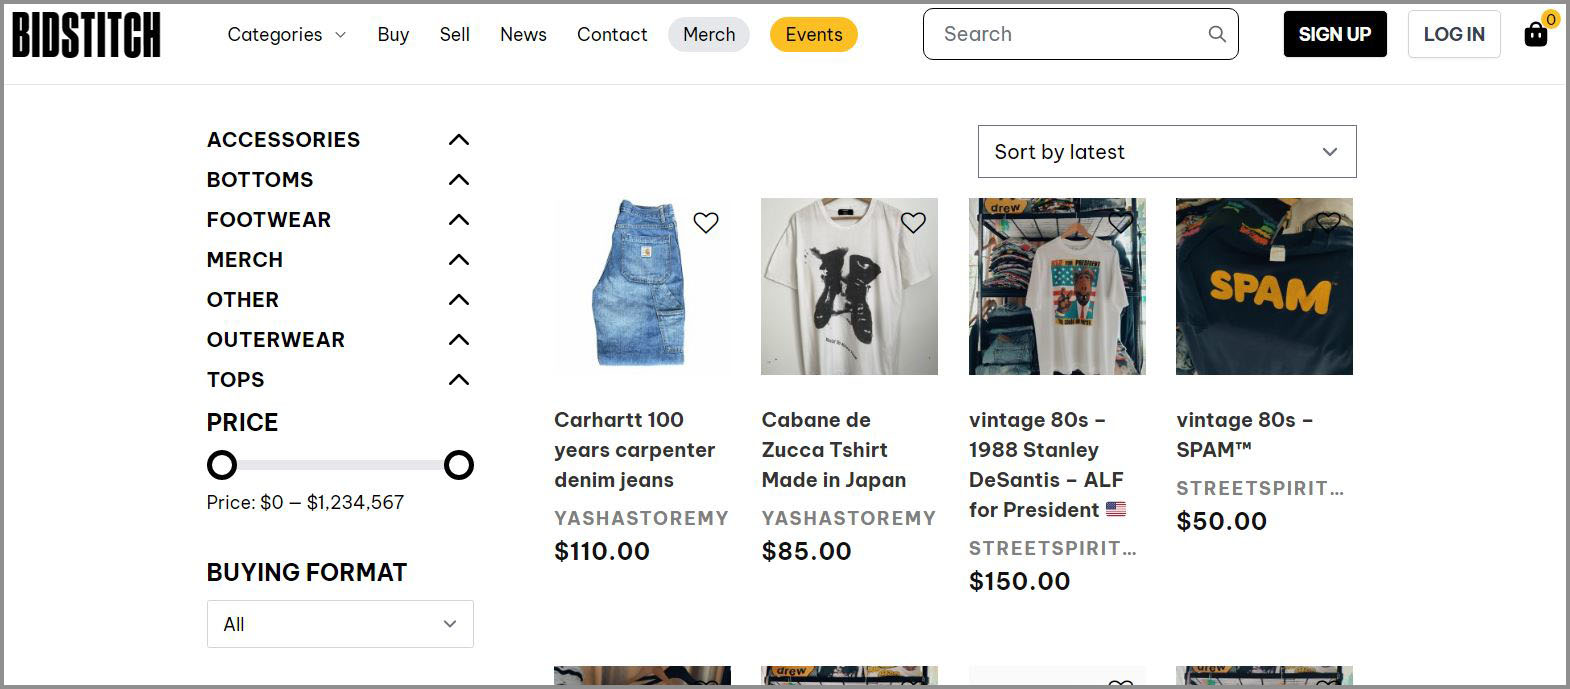 BIDSTITCH
Categories Buy Sell News Contact Merch Events Search SIGN UP LOG IN 0
ACCESSORIES
BOTTOMS
FOOTWEAR
MERCH
OTHER
OUTERWEAR
TOPS
PRICE
Price: $0 — $1,234,567
BUYING FORMAT
All
Sort by latest
Carhartt 100
years carpenter
denim jeans
YASHASTOREMY
$110.00
Cabane de
Zucca Tshirt
Made in Japan
YASHASTOREMY
$85.00
drew
FOR PRESIDENT
vintage 80s –
1988 Stanley
DeSantis – ALF
for President 🇺🇸
STREETSPIRIT...
$150.00
SPAM™
vintage 80s –
SPAM™
STREETSPIRIT...
$50.00
drew
drew